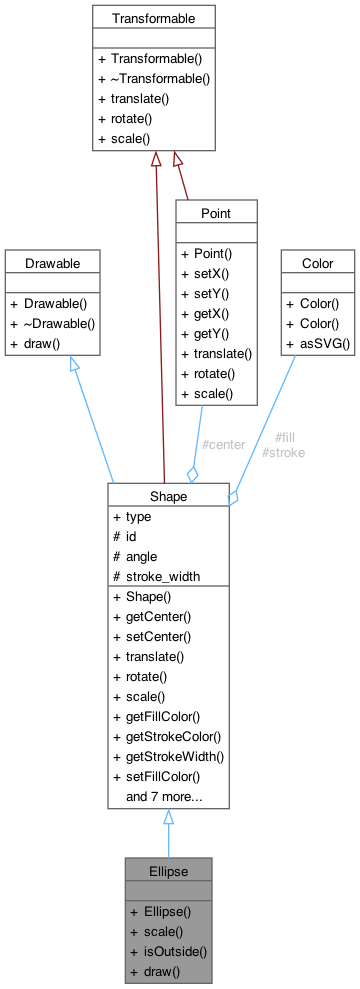 Transformable
+ Transformable()
+ ~Transformable()
+ translate()
+ rotate()
+ scale()
Point
+ Point()
+ setX()
+ setY()
+ getX()
+ getY()
+ translate()
+ rotate()
+ scale()
Drawable
+ Drawable()
+ ~Drawable()
+ draw()
Color
+ Color()
+ Color()
+ asSVG()
#center
#fill
#stroke
Shape
+ type
# id
# angle
# stroke_width
+ Shape()
+ getCenter()
+ setCenter()
+ translate()
+ rotate()
+ scale()
+ getFillColor()
+ getStrokeColor()
+ getStrokeWidth()
+ setFillColor()
and 7 more...
Ellipse
+ Ellipse()
+ scale()
+ isOutside()
+ draw()